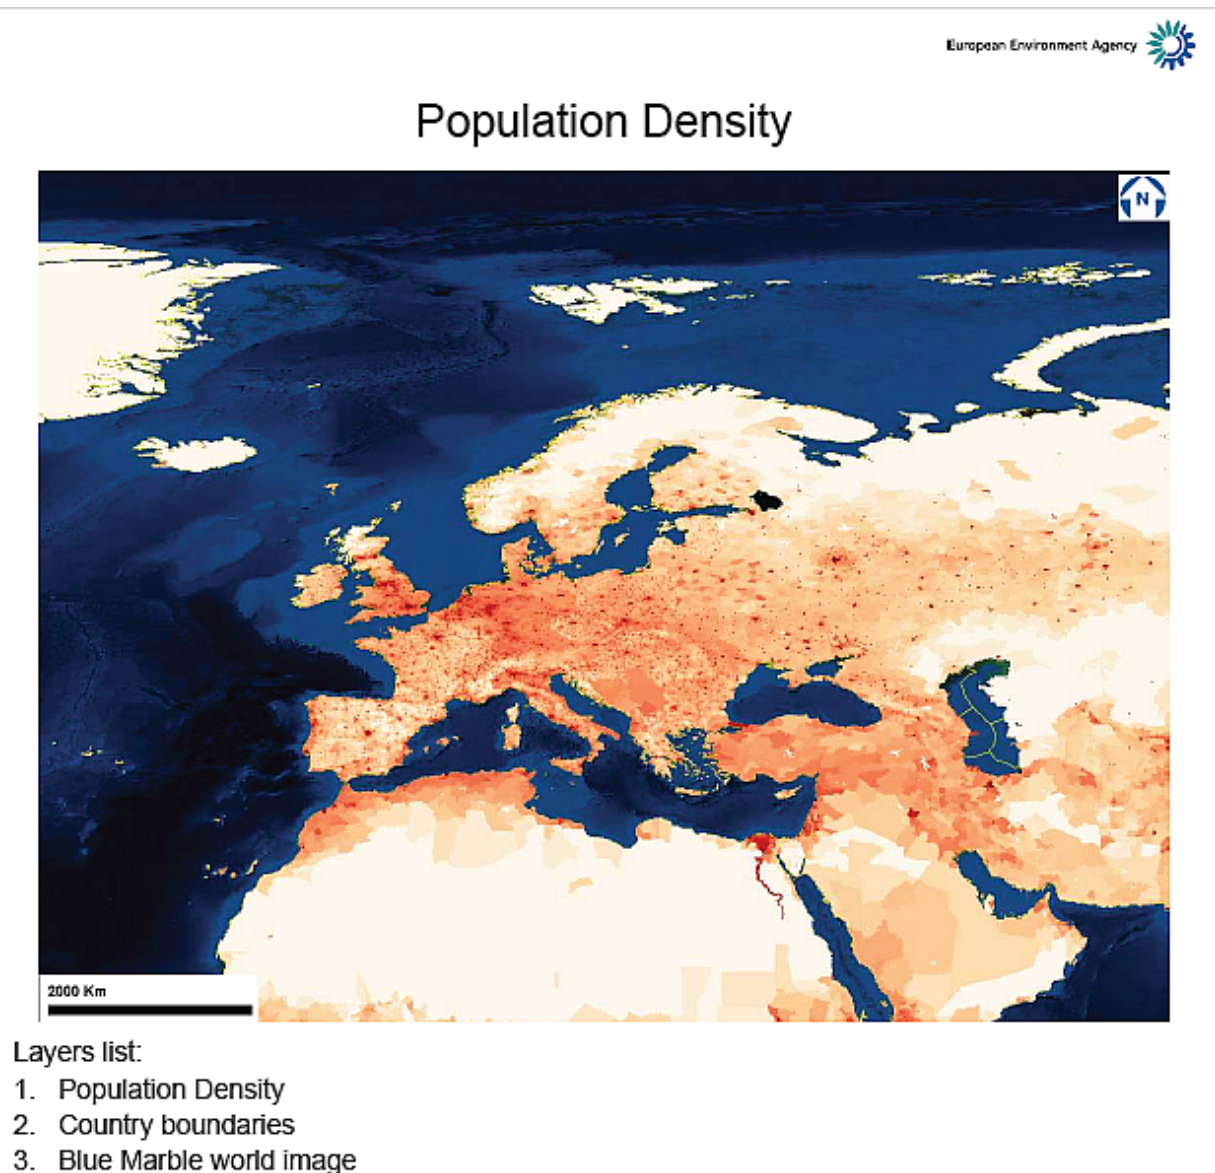 European Environment Agency
Population Density
N
2000 Km
Layers list:
1. Population Density
2. Country boundaries
3. Blue Marble world image